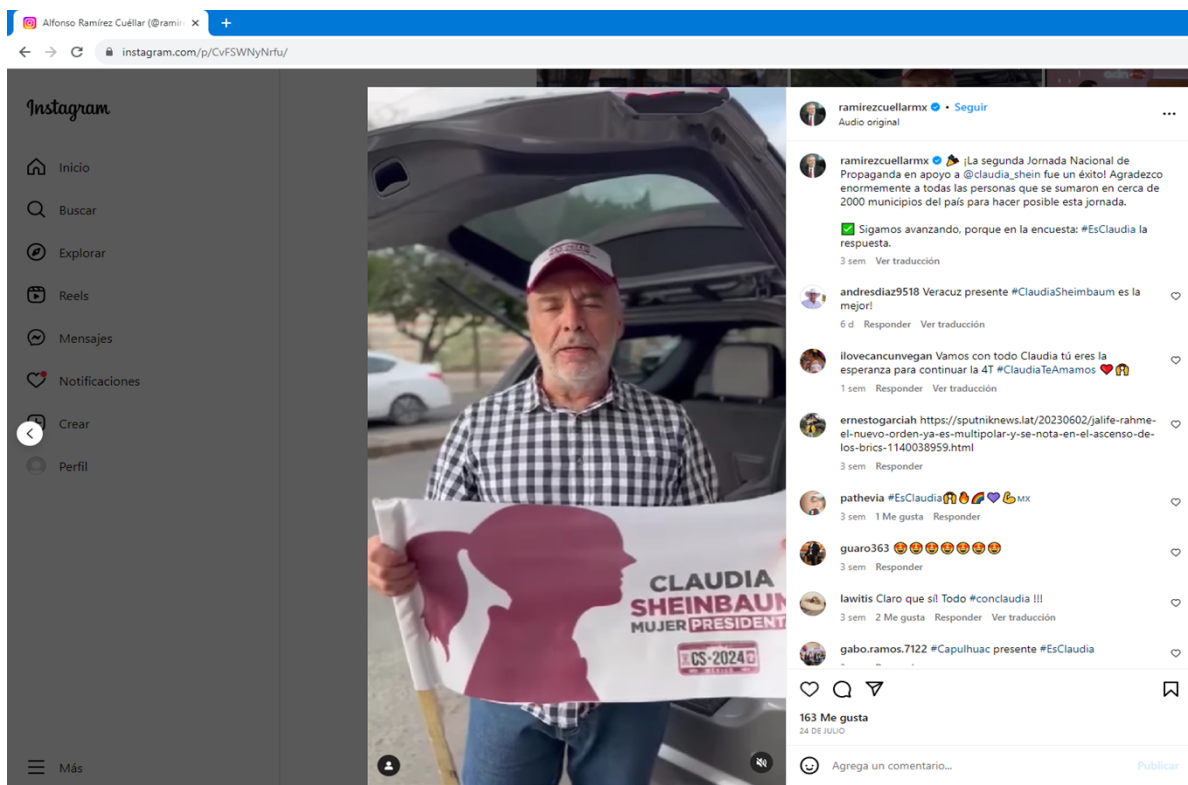 Alfonso Ramírez Cuéllar (@ramire
instagram.com/p/CvFSWNyNrfu/
Instagram
Inicio
Buscar
Explorar
Reels
Mensajes
Notificaciones
Crear
Perfil
Más
CLAUDIA
SHEINBAUM
MUJER PRESIDENTA
CS-2024
ramirezcuellarmx • Seguir
Audio original
ramirezcuellarmx 🎉 ¡La segunda Jornada Nacional de
Propaganda en apoyo a @claudia_shein fue un éxito! Agradezco
enormemente a todas las personas que se sumaron en cerca de
2000 municipios del país para hacer posible esta jornada.
✅ Sigamos avanzando, porque en la encuesta: #EsClaudia la
respuesta.
3 sem Ver traducción
andresdiaz9518 Veracuz presente #ClaudiaSheimbaum es la
mejor!
6 d Responder Ver traducción
ilovecancunvegan Vamos con todo Claudia tú eres la
esperanza para continuar la 4T #ClaudiaTeAmamos ❤️🙌
1 sem Responder Ver traducción
ernestogarciah https://sputniknews.lat/20230602/jalife-rahme-
el-nuevo-orden-ya-es-multipolar-y-se-nota-en-el-ascenso-de-
los-brics-1140038959.html
3 sem Responder
pathevia #EsClaudia🙌🔥🌈💜💪MX
3 sem 1 Me gusta Responder
guaro363 🤩🤩🤩🤩🤩🤩🤩
3 sem Responder
lawitis Claro que sí! Todo #conclaudia !!!
3 sem 2 Me gusta Responder Ver traducción
gabo.ramos.7122 #Capulhuac presente #EsClaudia
163 Me gusta
24 DE JULIO
Agrega un comentario...
Publicar